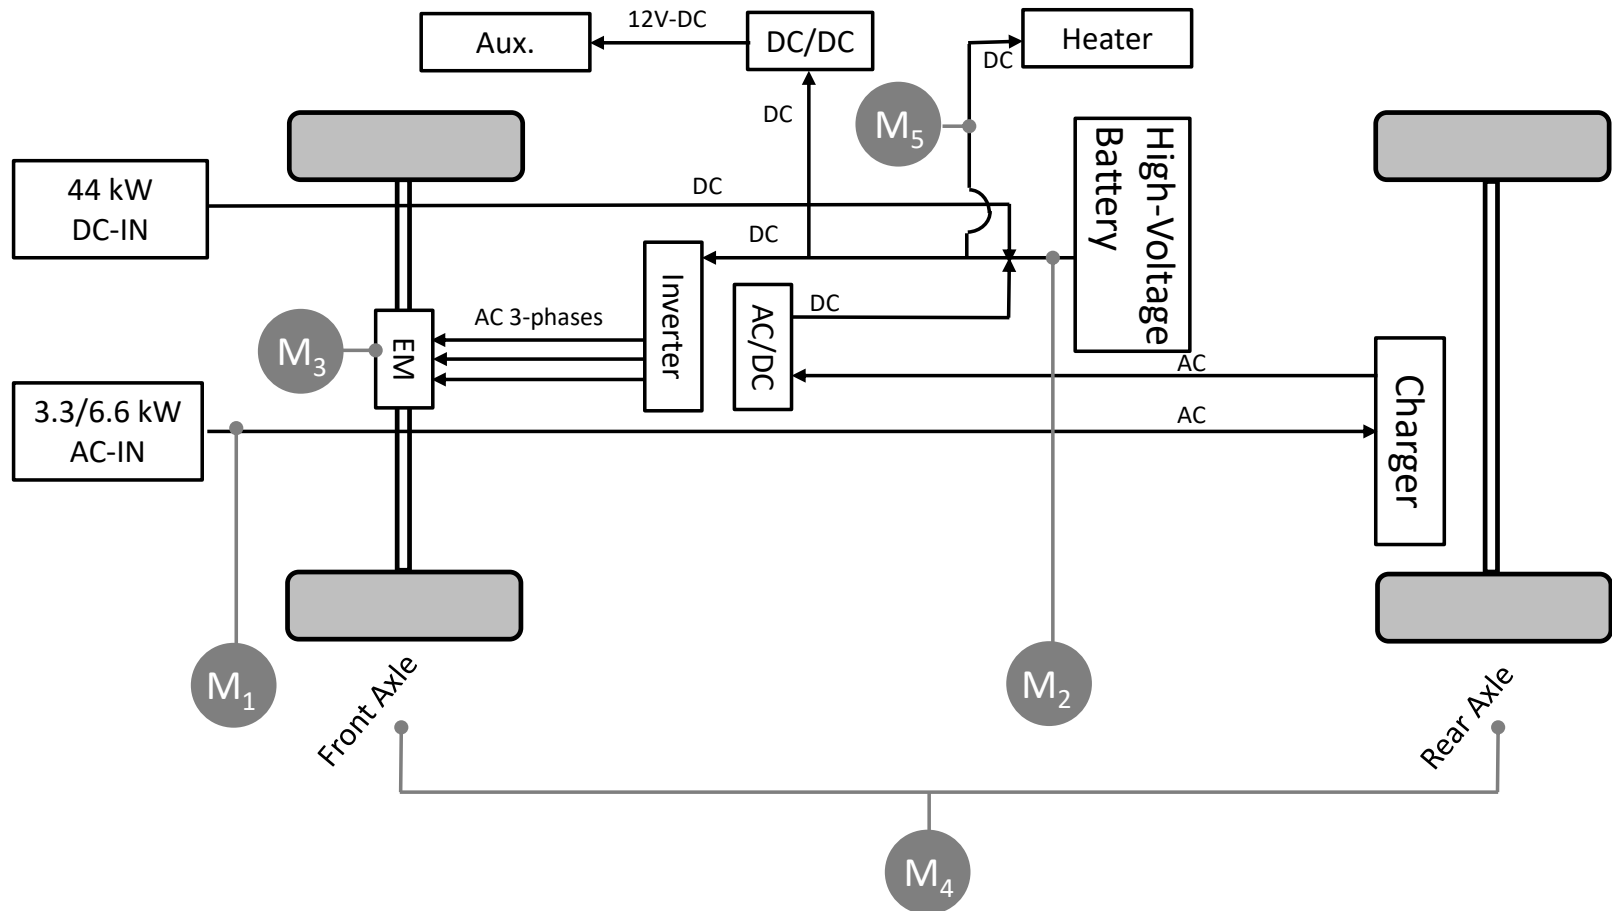 12V-DC
Aux.
DC/DC
Heater
DC
DC
M5
High-Voltage
Battery
44 kW
DC-IN
DC
DC
Inverter
AC/DC
DC
AC 3-phases
M3
EM
AC
3.3/6.6 kW
AC-IN
AC
Charger
M1
Front Axle
M2
Rear Axle
M4